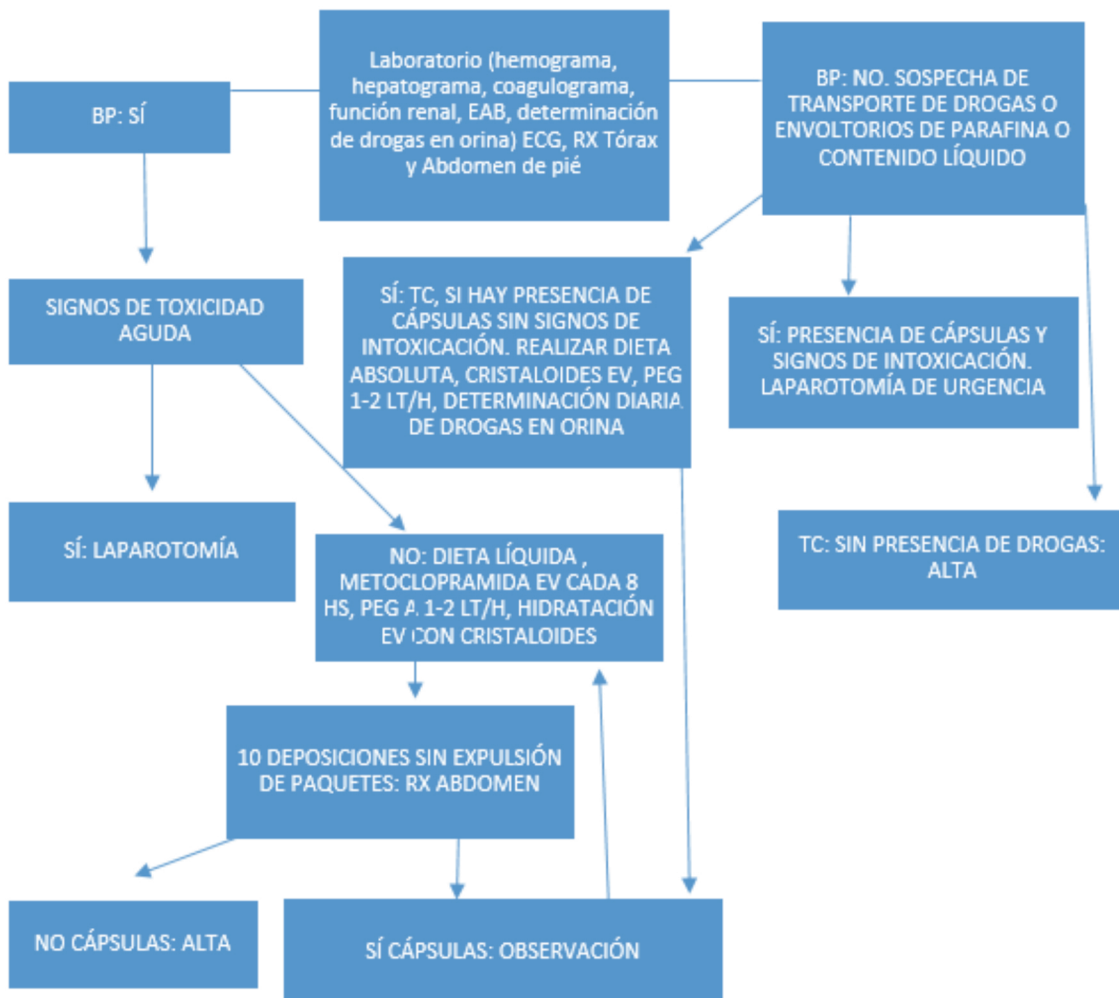 Laboratorio (hemograma,
hepatograma, coagulograma,
función renal, EAB, determinación
de drogas en orina) ECG, RX Tórax
y Abdomen de pié
BP: SÍ
BP: NO. SOSPECHA DE
TRANSPORTE DE DROGAS O
ENVOLTORIOS DE PARAFINA O
CONTENIDO LÍQUIDO
SIGNOS DE TOXICIDAD
AGUDA
SÍ: TC, SI HAY PRESENCIA DE
CÁPSULAS SIN SIGNOS DE
INTOXICACIÓN. REALIZAR DIETA
ABSOLUTA, CRISTALOIDES EV, PEG
1-2 LT/H, DETERMINACIÓN DIARIA
DE DROGAS EN ORINA
SÍ: PRESENCIA DE CÁPSULAS Y
SIGNOS DE INTOXICACIÓN.
LAPAROTOMÍA DE URGENCIA
SÍ: LAPAROTOMÍA
NO: DIETA LÍQUIDA ,
METOCLOPRAMIDA EV CADA 8
HS, PEG A 1-2 LT/H, HIDRATACIÓN
EV CON CRISTALOIDES
TC: SIN PRESENCIA DE DROGAS:
ALTA
10 DEPOSICIONES SIN EXPULSIÓN
DE PAQUETES: RX ABDOMEN
NO CÁPSULAS: ALTA
SÍ CÁPSULAS: OBSERVACIÓN